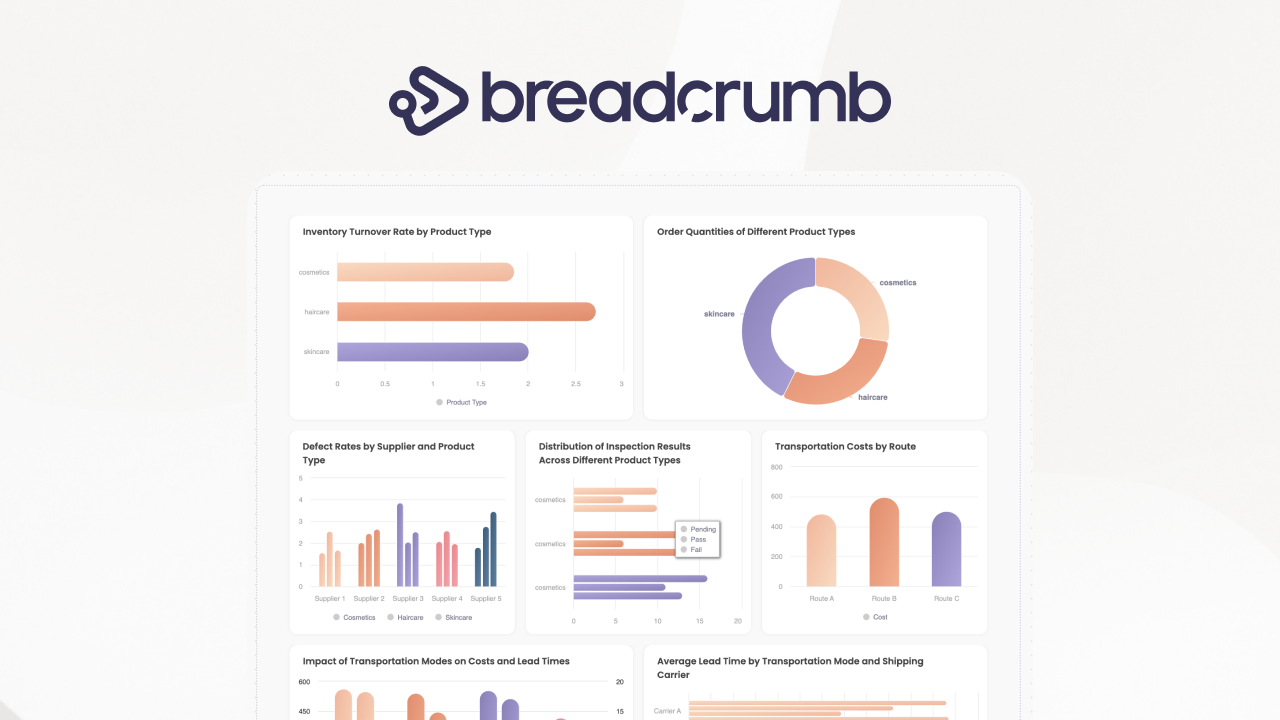 breadcrumb
Inventory Turnover Rate by Product Type
cosmetics
haircare
skincare
0 0.5 1 1.5 2 2.5 3
Product Type
Order Quantities of Different Product Types
cosmetics
skincare
haircare
Defect Rates by Supplier and Product
Type
5
4
3
2
1
0
Supplier 1 Supplier 2 Supplier 3 Supplier 4 Supplier 5
Cosmetics Haircare Skincare
Distribution of Inspection Results
Across Different Product Types
cosmetics
cosmetics
cosmetics
Pending
Pass
Fail
0 5 10 15 20
Transportation Costs by Route
800
600
400
200
0
Route A Route B Route C
Cost
Impact of Transportation Modes on Costs and Lead Times
600 20
450 15
Average Lead Time by Transportation Mode and Shipping
Carrier
Carrier A